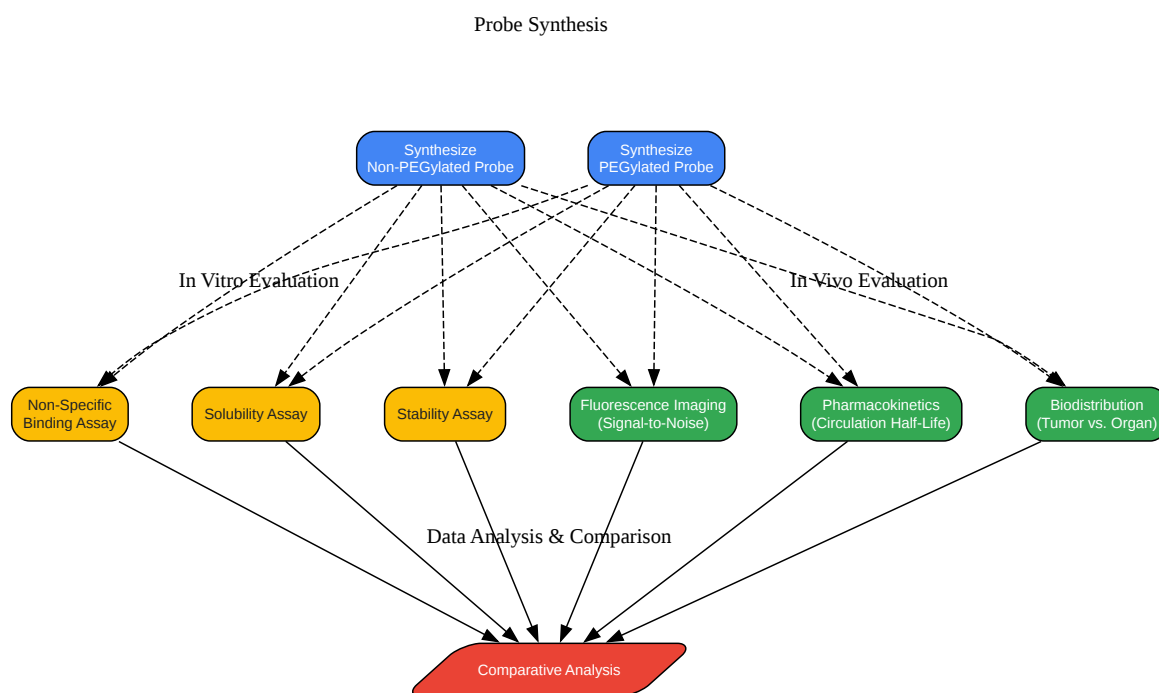 Probe Synthesis
Synthesize
Non-PEGylated Probe
Synthesize
PEGylated Probe
In Vitro Evaluation
In Vivo Evaluation
Non-Specific
Binding Assay
Solubility Assay
Stability Assay
Fluorescence Imaging
(Signal-to-Noise)
Pharmacokinetics
(Circulation Half-Life)
Biodistribution
(Tumor vs. Organ)
Data Analysis & Comparison
Comparative Analysis